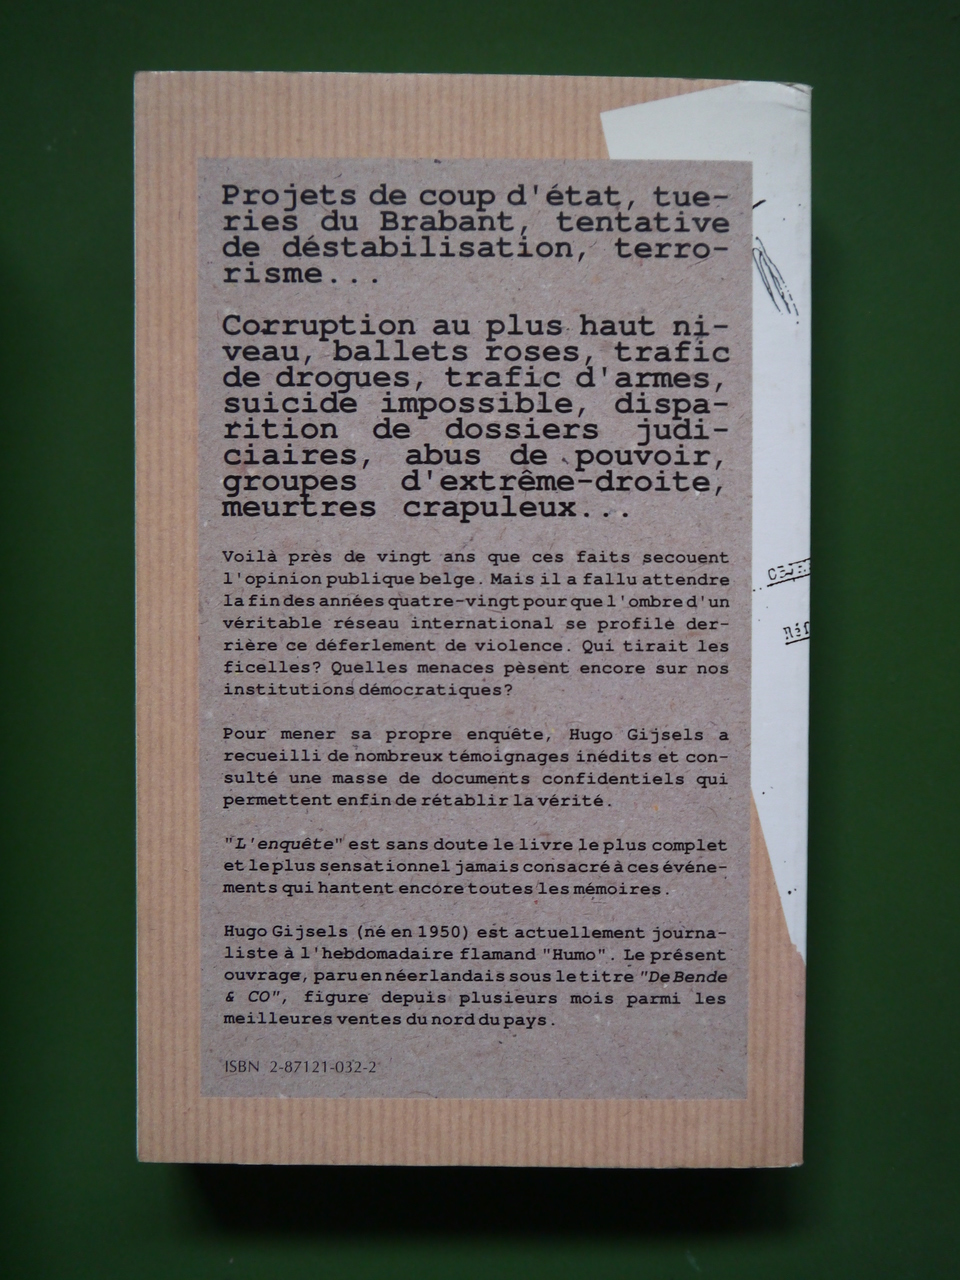 Projets de coup d'état, tue-
ries du Brabant, tentative
de déstabilisation, terro-
risme...
Corruption au plus haut ni-
veau, ballets roses, trafic
de drogues, trafic d'armes,
suicide impossible, dispa-
rition de dossiers judi-
ciaires, abus de pouvoir,
groupes d'extrême-droite,
meurtres crapuleux...
Voilà près de vingt ans que ces faits secouent
l'opinion publique belge. Mais il a fallu attendre
la fin des années quatre-vingt pour que l'ombre d'un
véritable réseau international se profile der-
rière ce déferlement de violence. Qui tirait les
ficelles? Quelles menaces pèsent encore sur nos
institutions démocratiques?
Pour mener sa propre enquête, Hugo Gijsels a
recueilli de nombreux témoignages inédits et con-
sulté une masse de documents confidentiels qui
permettent enfin de rétablir la vérité.
"L'enquête" est sans doute le livre le plus complet
et le plus sensationnel jamais consacré à ces événe-
ments qui hantent encore toutes les mémoires.
Hugo Gijsels (né en 1950) est actuellement journa-
liste à l'hebdomadaire flamand "Humo". Le présent
ouvrage, paru en néerlandais sous le titre "De Bende
& CO", figure depuis plusieurs mois parmi les
meilleures ventes du nord du pays.
ISBN 2-87121-032-2